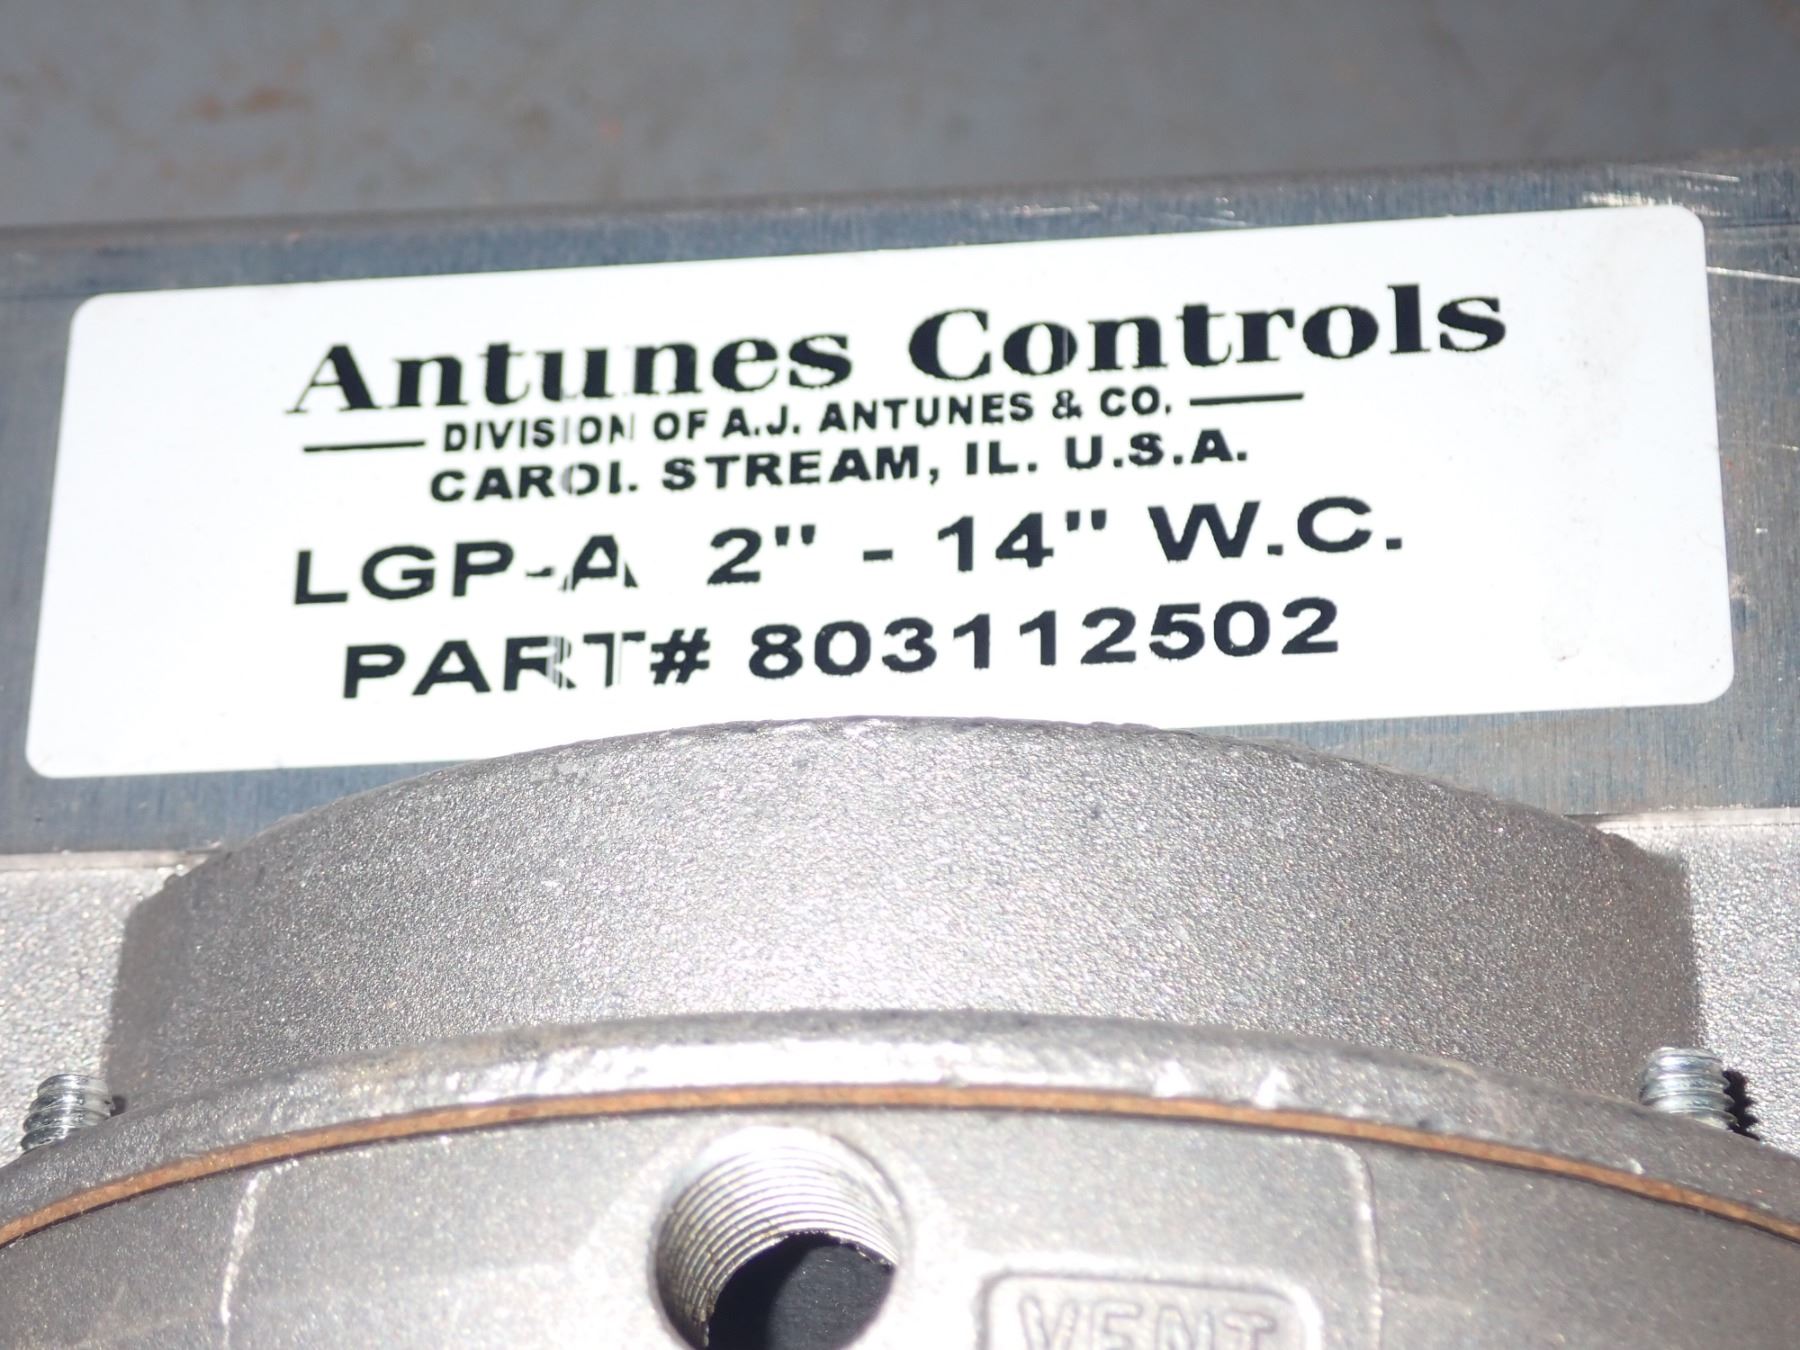 Antunes Controls
DIVISION OF A.J. ANTUNES & CO.
CAROL STREAM, IL. U.S.A.
LGP-A 2" - 14" W.C.
PART# 803112502
VENT